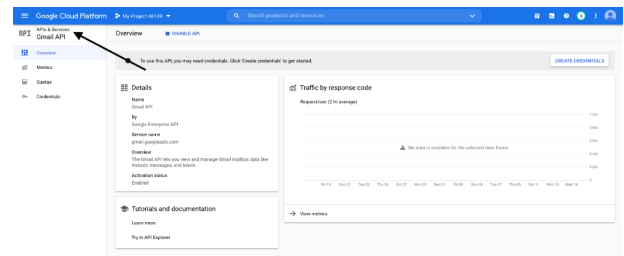 Google Cloud Platform
My Project 48149
Search products and resources
API
APIs & Services
Gmail API
Overview
DISABLE API
Overview
Metrics
Quotas
Credentials
To use this API, you may need credentials. Click 'Create credentials' to get started.
CREATE CREDENTIALS
Details
Name
Gmail API
By
Google Enterprise API
Service name
gmail.googleapis.com
Overview
The Gmail API lets you view and manage Gmail mailbox data like
threads, messages, and labels.
Activation status
Enabled
Tutorials and documentation
Learn more
Try in API Explorer
Traffic by response code
Request/sec (2 hr average)
No data is available for the selected time frame.
View metrics